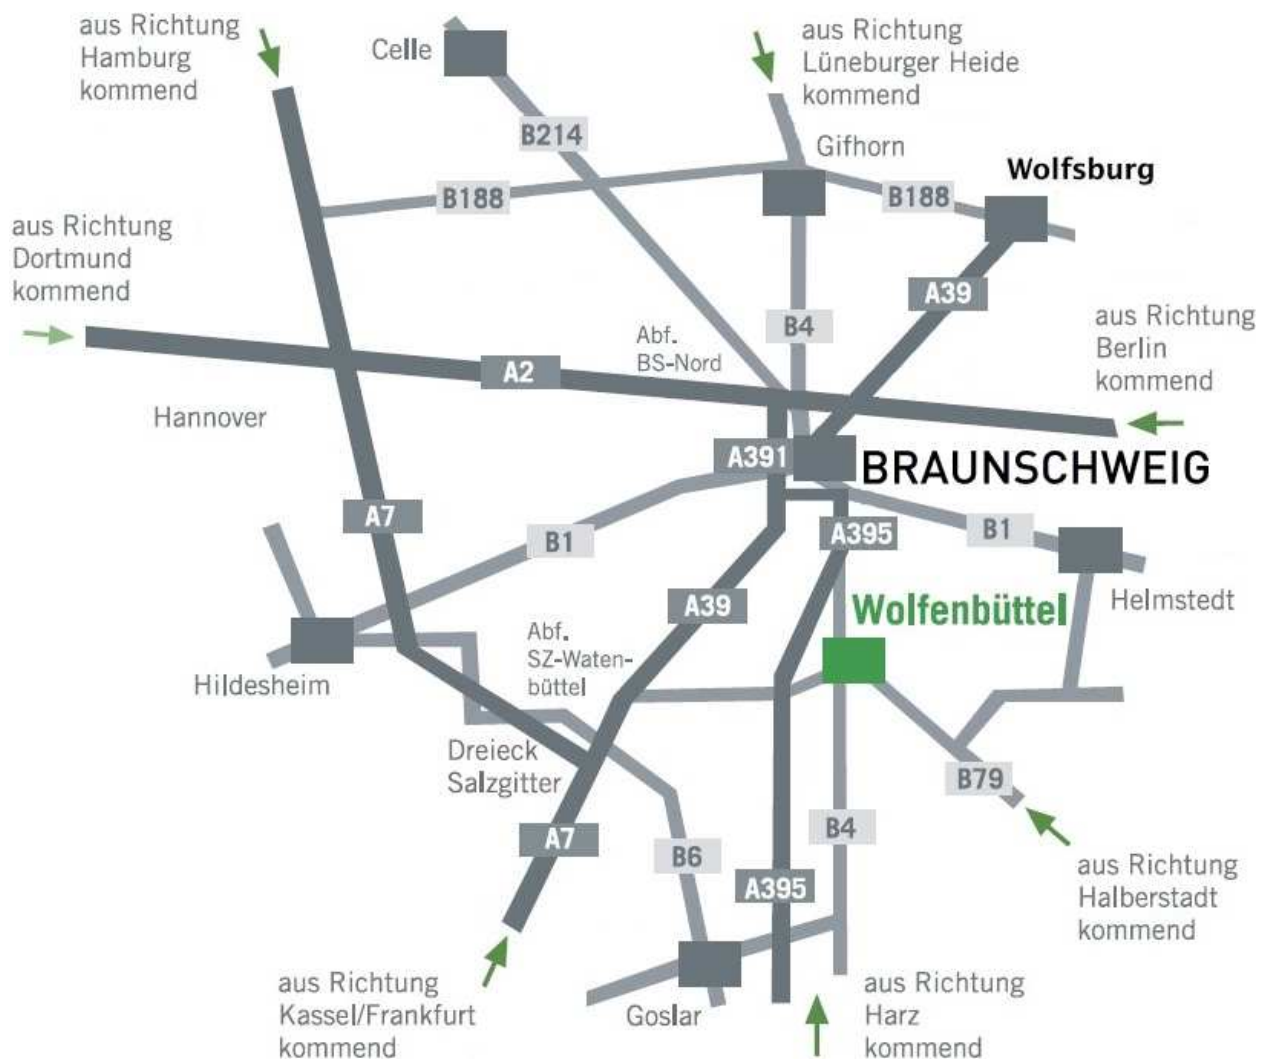 aus Richtung
Hamburg
kommend
Celle
aus Richtung
Lüneburger Heide
kommend
B214
Gifhorn
Wolfsburg
B188
B188
aus Richtung
Dortmund
kommend
A39
B4
Abf.
BS-Nord
aus Richtung
Berlin
kommend
A2
Hannover
A391
BRAUNSCHWEIG
A7
B1
A395
B1
A39
Wolfenbüttel
Helmstedt
Abf.
SZ-Waten-
büttel
Hildesheim
Dreieck
Salzgitter
B79
A7
B6
B4
A395
aus Richtung
Halberstadt
kommend
aus Richtung
Kassel/Frankfurt
kommend
Goslar
aus Richtung
Harz
kommend